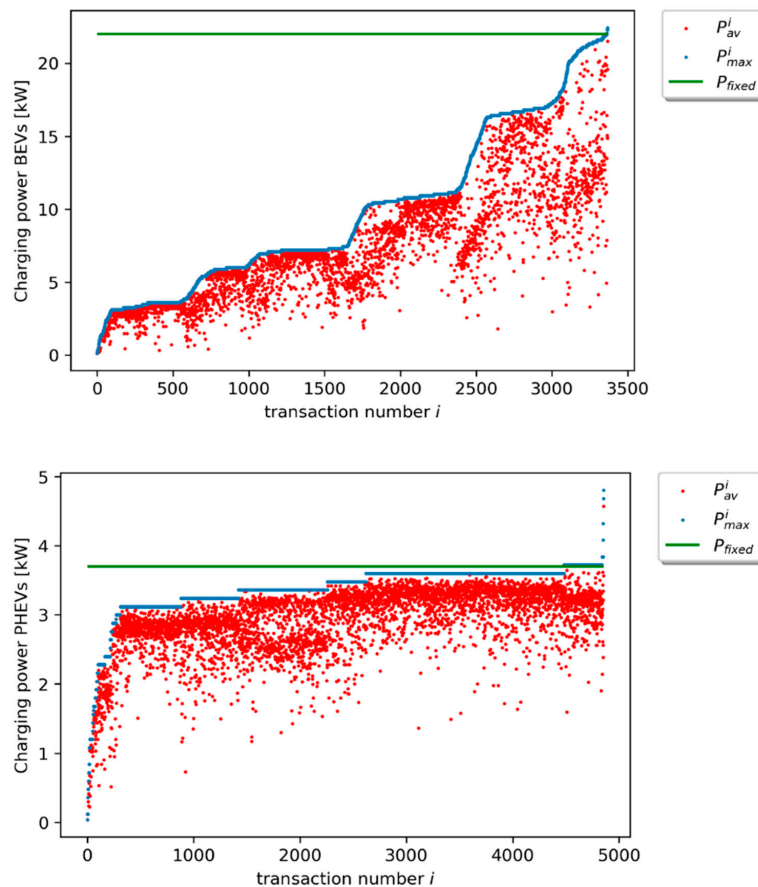 20
15
10
5
0
Charging power BEVs [kW]
0 500 1000 1500 2000 2500 3000 3500
transaction number i
P^i_av
P^i_max
P_fixed
5
4
3
2
1
0
Charging power PHEVs [kW]
0 1000 2000 3000 4000 5000
transaction number i
P^i_av
P^i_max
P_fixed